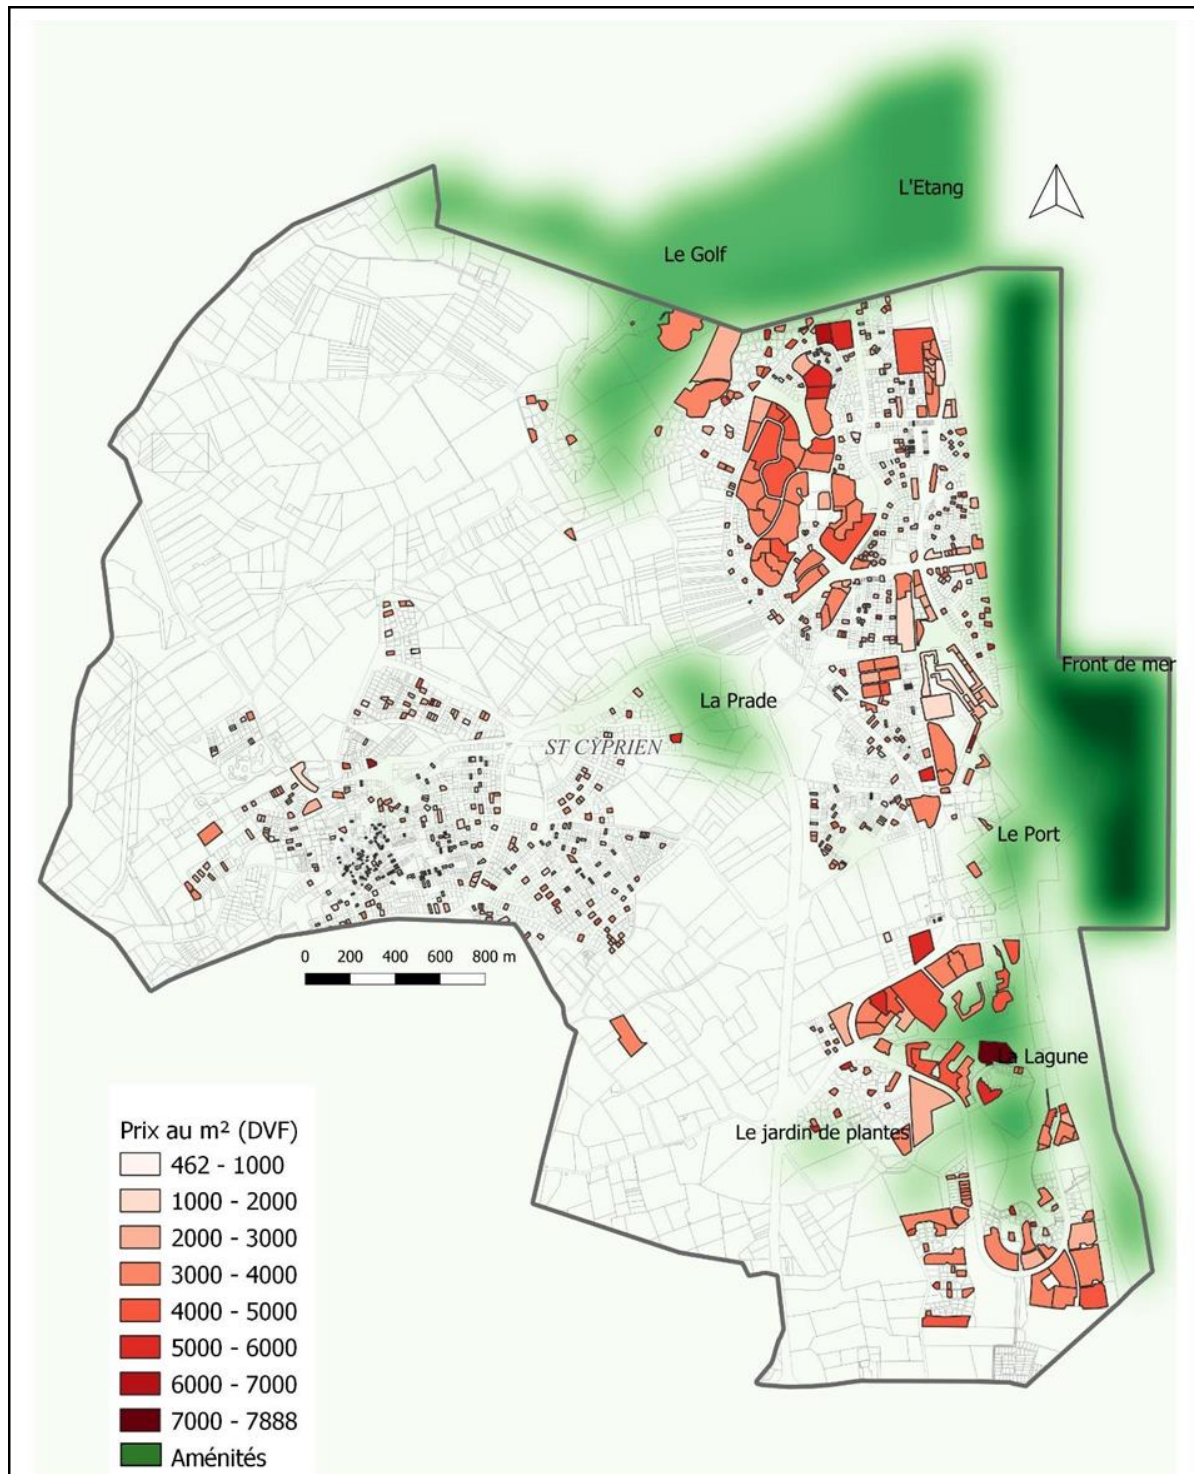 L'Etang
Le Golf
Front de mer
La Prade
ST CYPRIEN
Le Port
0 200 400 600 800 m
La Lagune
Le jardin de plantes
Prix au m² (DVF)
462 - 1000
1000 - 2000
2000 - 3000
3000 - 4000
4000 - 5000
5000 - 6000
6000 - 7000
7000 - 7888
Aménités